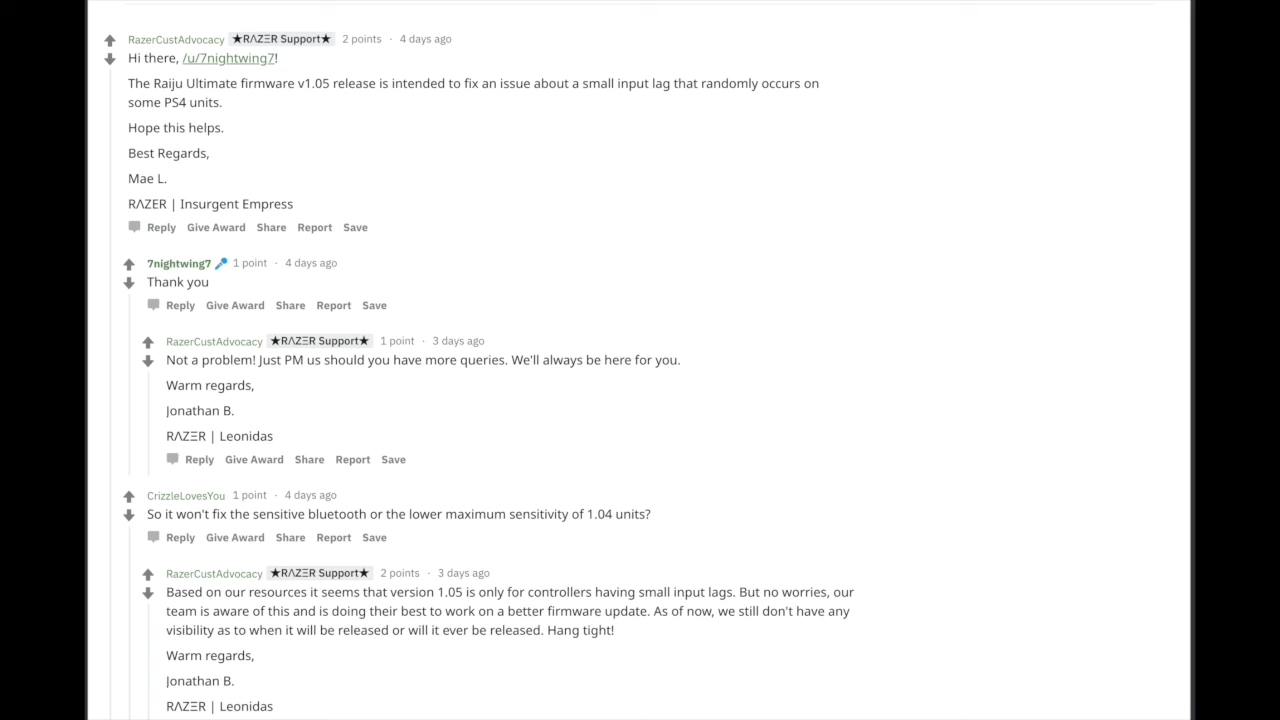 RazerCustAdvocacy ★RΛZΞR Support★ 2 points · 4 days ago
Hi there, /u/7nightwing7!
The Raiju Ultimate firmware v1.05 release is intended to fix an issue about a small input lag that randomly occurs on
some PS4 units.
Hope this helps.
Best Regards,
Mae L.
RΛZER | Insurgent Empress
Reply Give Award Share Report Save
7nightwing7 🎤 1 point · 4 days ago
Thank you
Reply Give Award Share Report Save
RazerCustAdvocacy ★RΛZΞR Support★ 1 point · 3 days ago
Not a problem! Just PM us should you have more queries. We'll always be here for you.
Warm regards,
Jonathan B.
RΛZΞR | Leonidas
Reply Give Award Share Report Save
CrizzleLovesYou 1 point · 4 days ago
So it won't fix the sensitive bluetooth or the lower maximum sensitivity of 1.04 units?
Reply Give Award Share Report Save
RazerCustAdvocacy ★RΛZΞR Support★ 2 points · 3 days ago
Based on our resources it seems that version 1.05 is only for controllers having small input lags. But no worries, our
team is aware of this and is doing their best to work on a better firmware update. As of now, we still don't have any
visibility as to when it will be released or will it ever be released. Hang tight!
Warm regards,
Jonathan B.
RΛZΞR | Leonidas